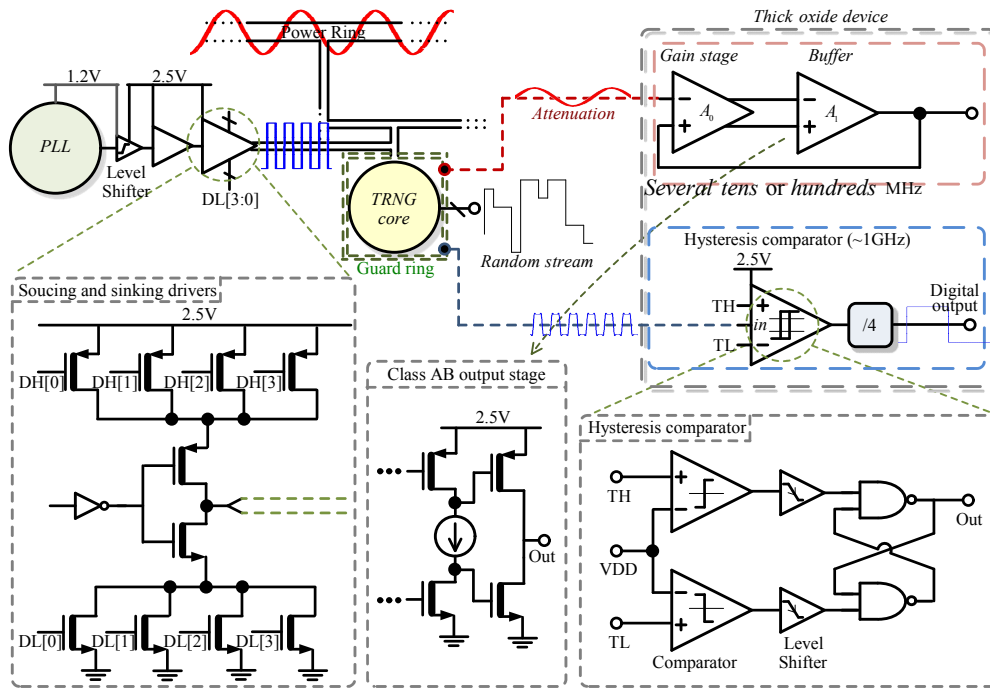 Thick oxide device
Power Ring
1.2V
2.5V
PLL
Level
Shifter
DL[3:0]
Attenuation
Gain stage
Buffer
A0
A1
Several tens or hundreds MHz
TRNG
core
Guard ring
Random stream
Hysteresis comparator (~1GHz)
2.5V
TH
in
TL
/4
Digital
output
Soucing and sinking drivers
2.5V
DH[0]
DH[1]
DH[2]
DH[3]
DL[0]
DL[1]
DL[2]
DL[3]
Class AB output stage
2.5V
Out
Hysteresis comparator
TH
VDD
TL
Out
Comparator
Level
Shifter